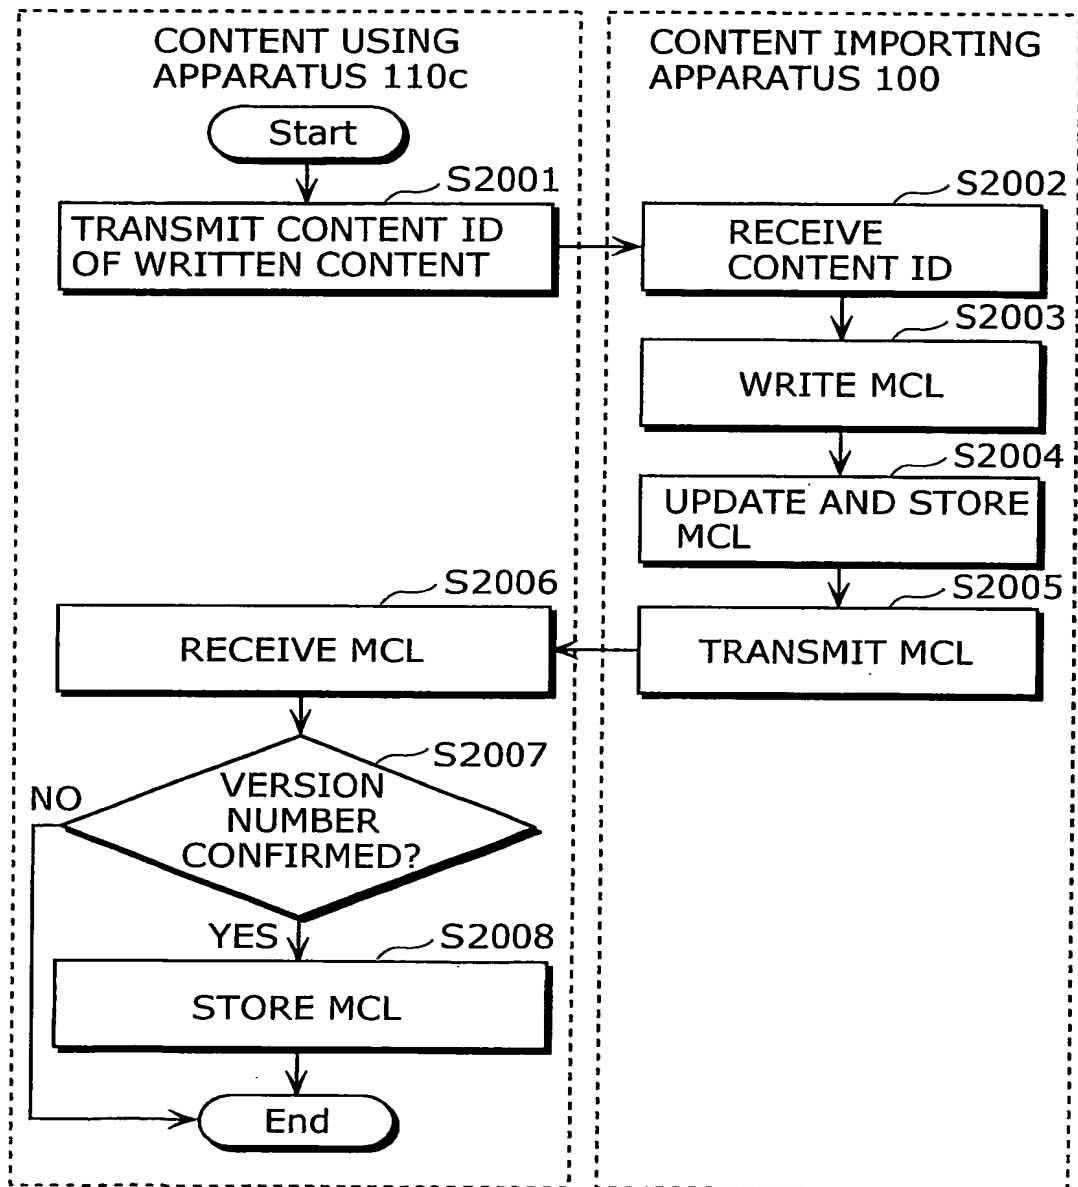 CONTENT USING
APPARATUS 110c
Start
S2001
TRANSMIT CONTENT ID
OF WRITTEN CONTENT
CONTENT IMPORTING
APPARATUS 100
S2002
RECEIVE
CONTENT ID
S2003
WRITE MCL
S2004
UPDATE AND STORE
MCL
S2005
TRANSMIT MCL
S2006
RECEIVE MCL
S2007
VERSION
NUMBER
CONFIRMED?
NO
YES
S2008
STORE MCL
End